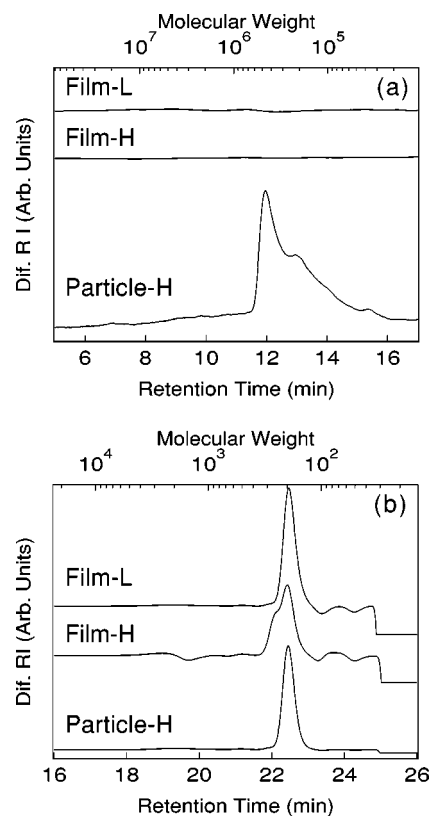 Molecular Weight
10⁷ 10⁶ 10⁵
(a)
Film-L
Film-H
Particle-H
Dif. R I (Arb. Units)
6 8 10 12 14 16
Retention Time (min)
Molecular Weight
10⁴ 10³ 10²
(b)
Film-L
Film-H
Particle-H
Dif. RI (Arb. Units)
16 18 20 22 24 26
Retention Time (min)